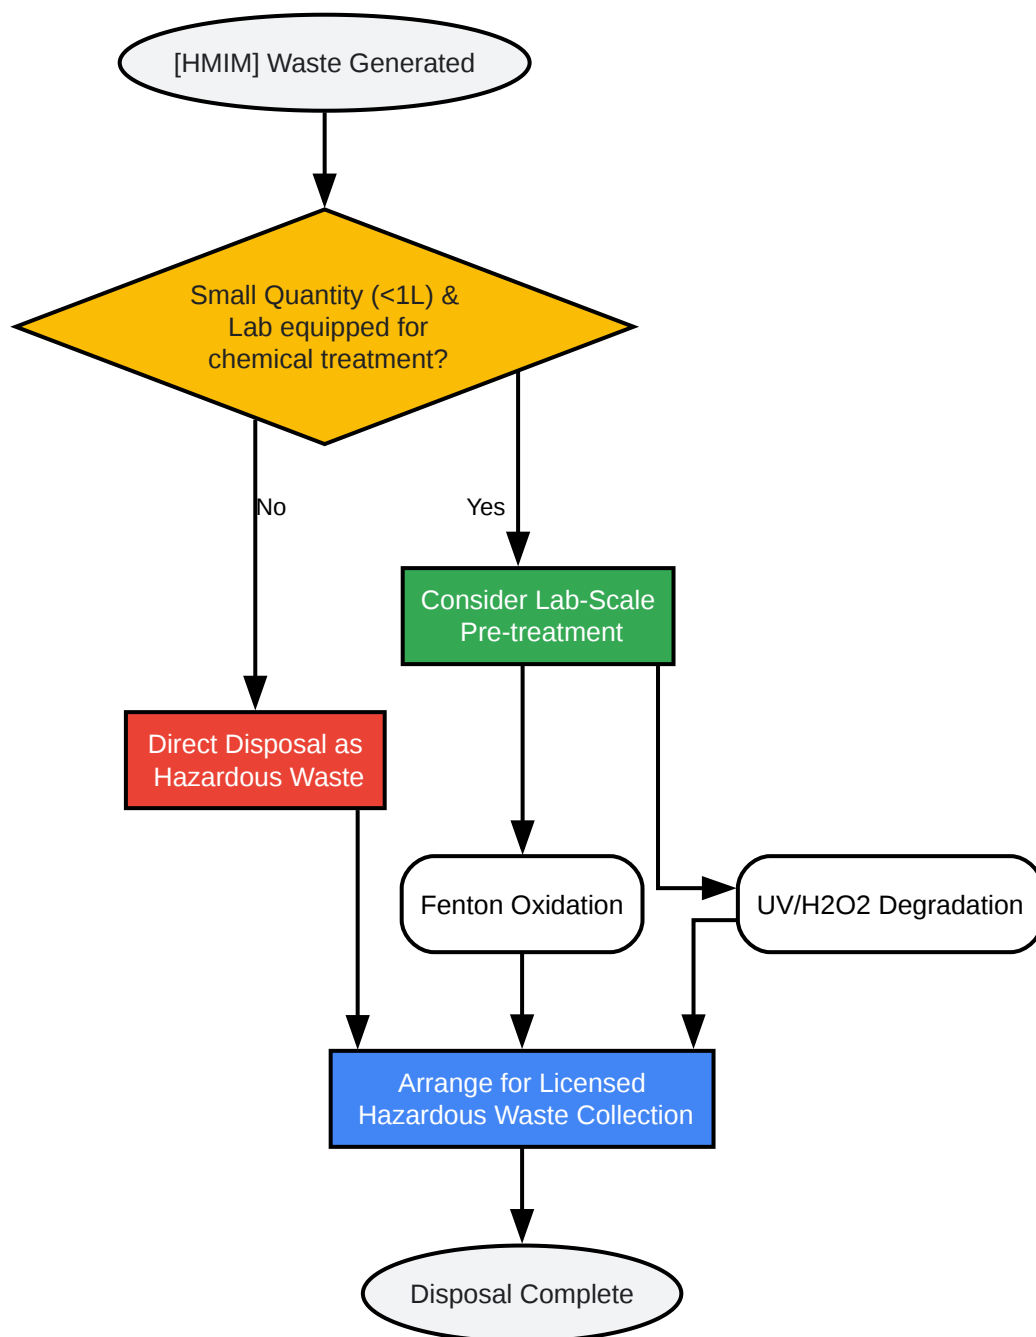 [HMIM] Waste Generated
Small Quantity (<1L) &
Lab equipped for
chemical treatment?
No
Yes
Consider Lab-Scale
Pre-treatment
Direct Disposal as
Hazardous Waste
Fenton Oxidation
UV/H2O2 Degradation
Arrange for Licensed
Hazardous Waste Collection
Disposal Complete